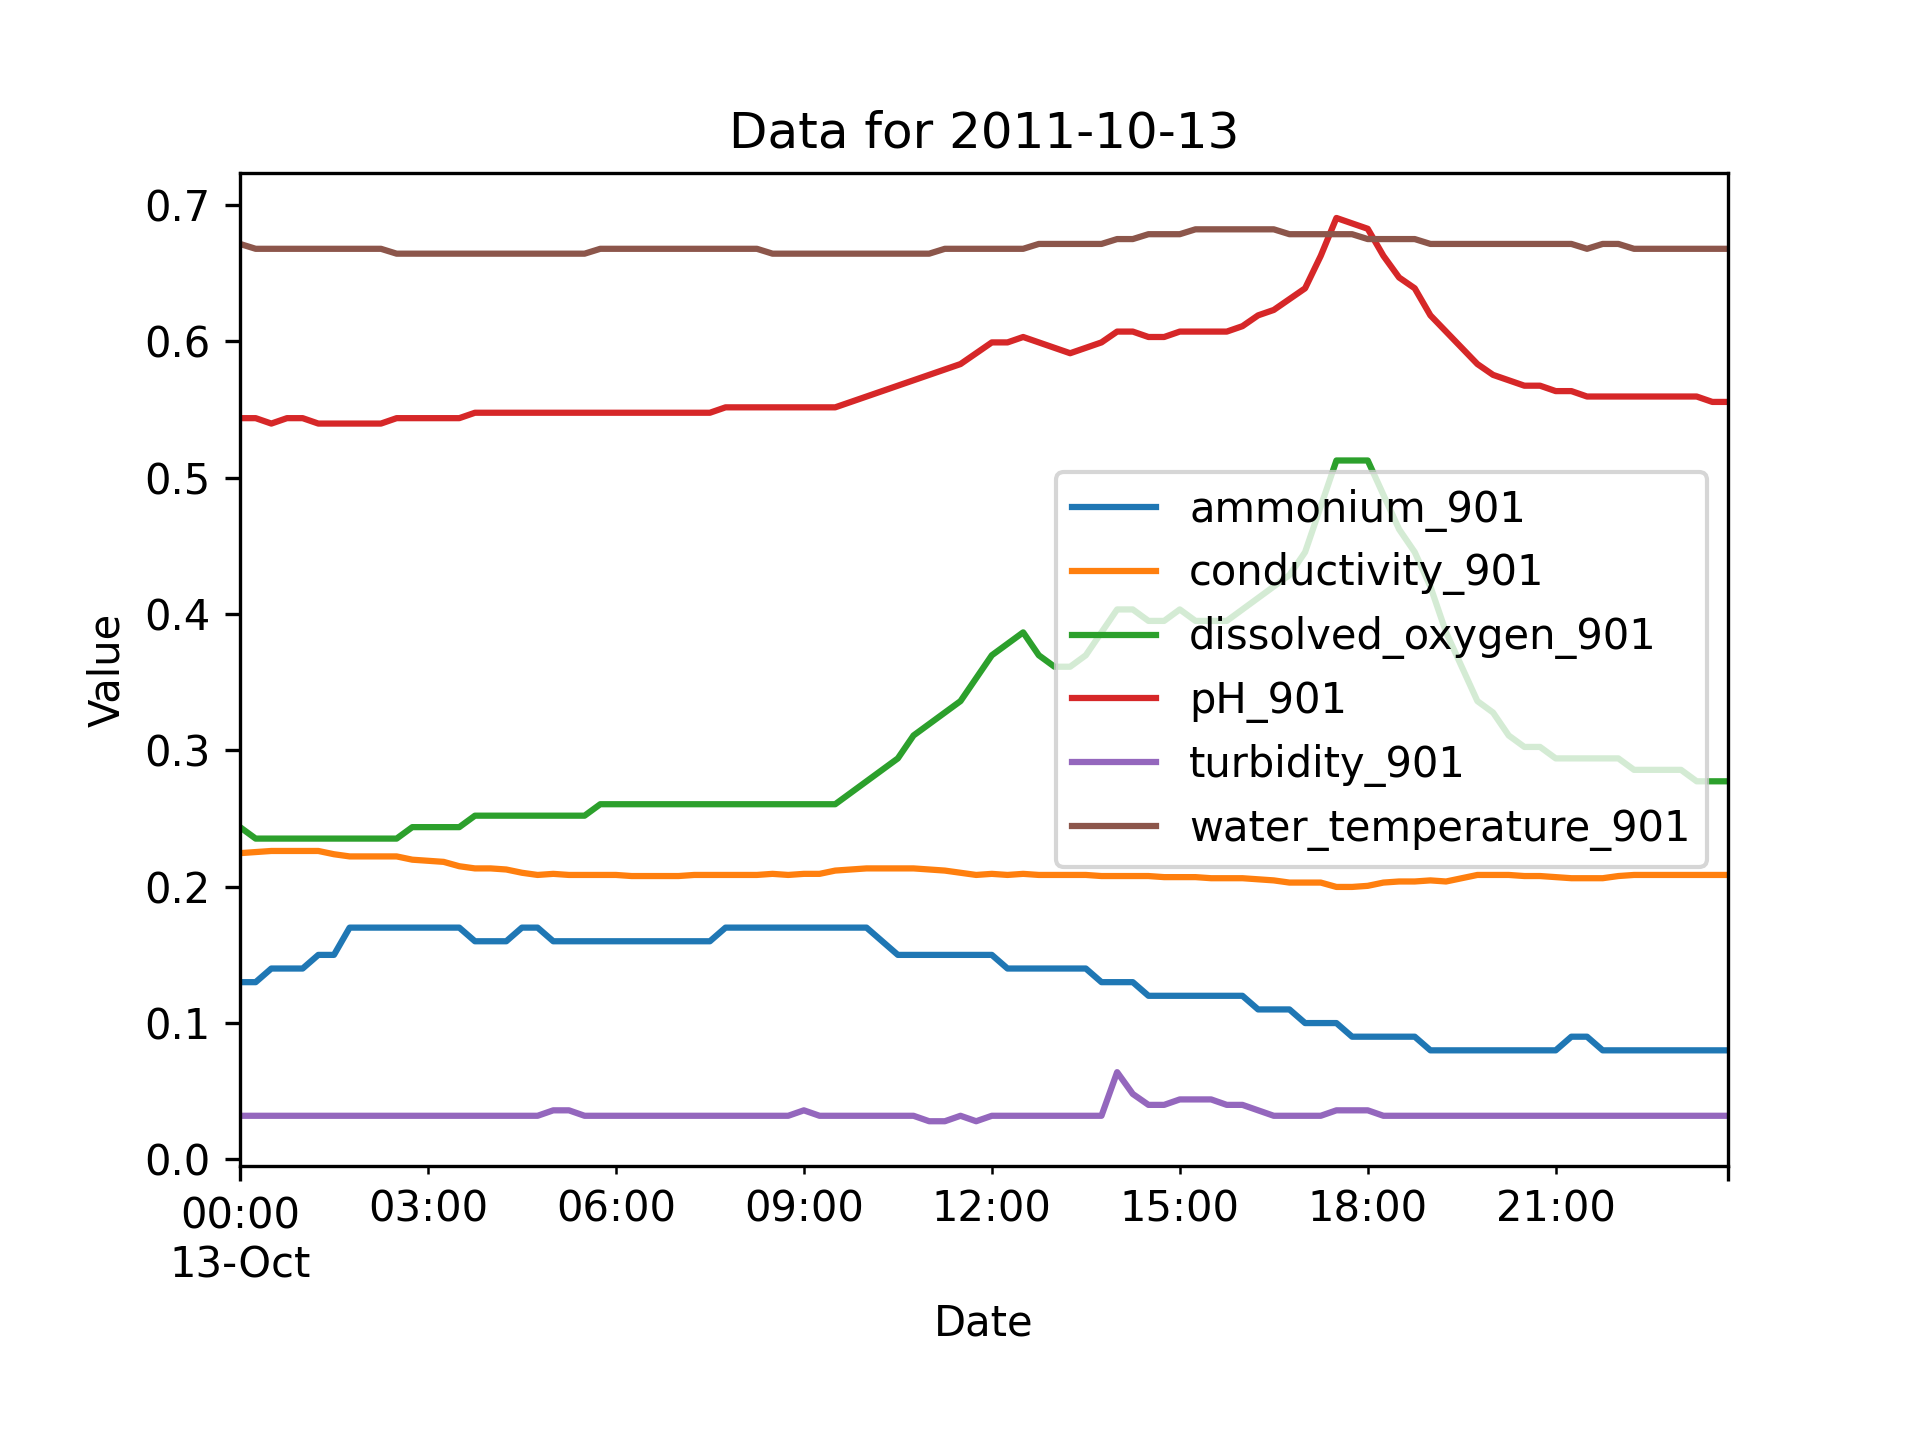 Data for 2011-10-13
Value
0.7
0.6
0.5
0.4
0.3
0.2
0.1
0.0
ammonium_901
conductivity_901
dissolved_oxygen_901
pH_901
turbidity_901
water_temperature_901
00:00 03:00 06:00 09:00 12:00 15:00 18:00 21:00
13-Oct
Date